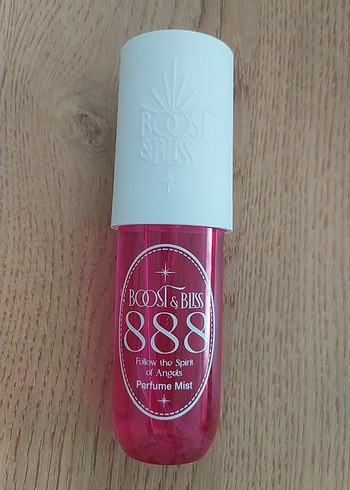 BOOST
& BLISS
BOOST & BLISS
888
Follow the Spirit
of Angels
Perfume Mist